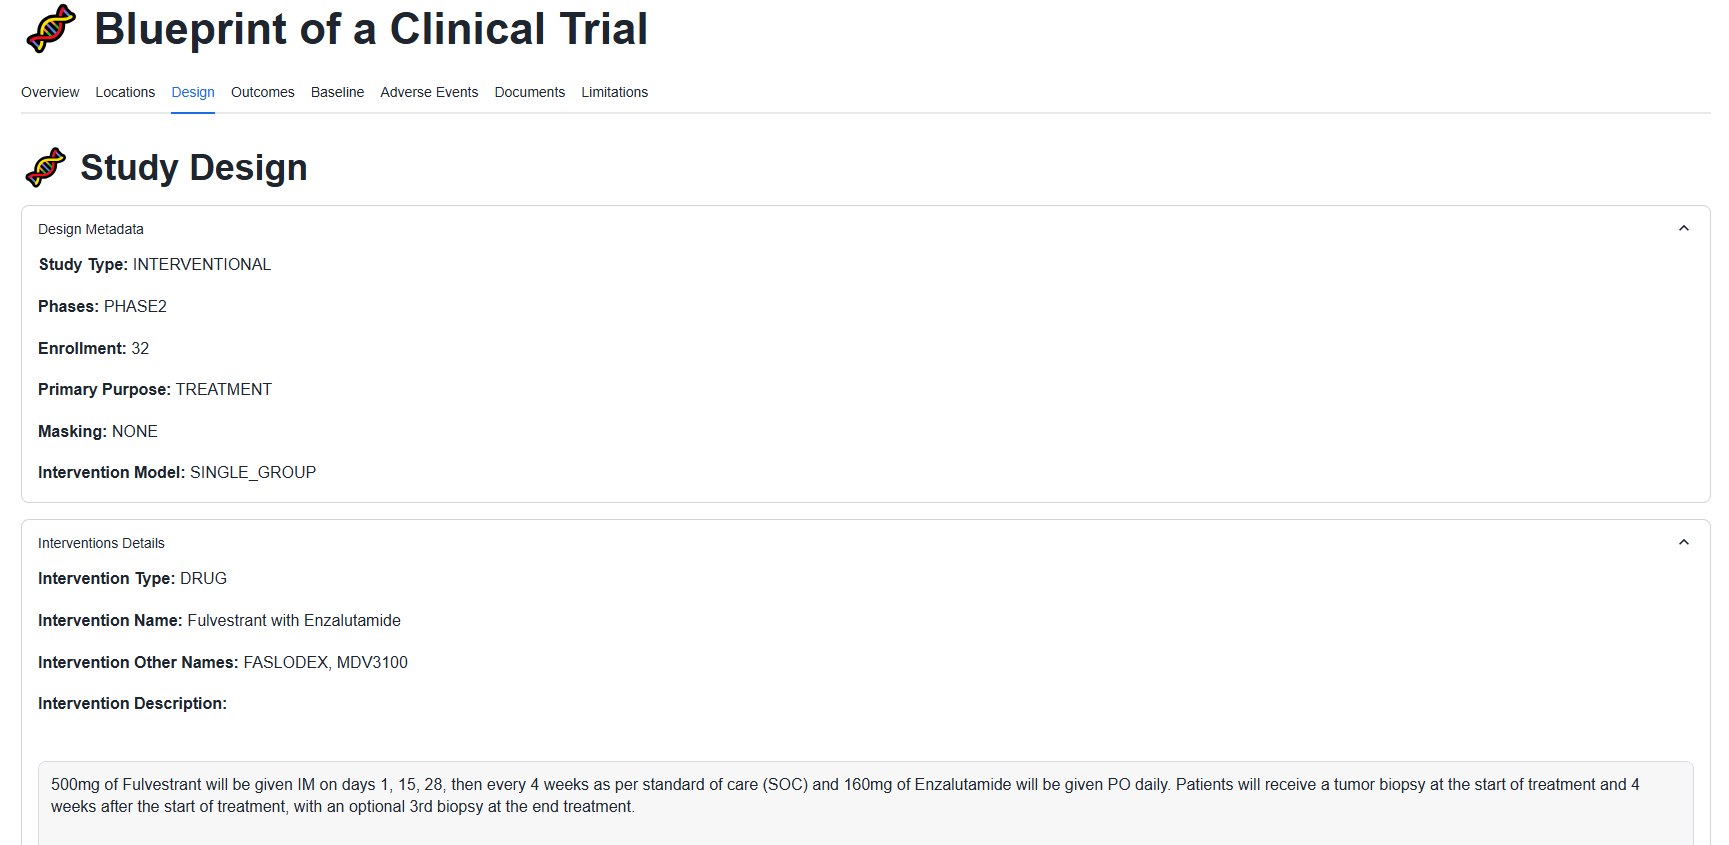 Blueprint of a Clinical Trial
Overview Locations Design Outcomes Baseline Adverse Events Documents Limitations
Study Design
Design Metadata
Study Type: INTERVENTIONAL
Phases: PHASE2
Enrollment: 32
Primary Purpose: TREATMENT
Masking: NONE
Intervention Model: SINGLE_GROUP
Interventions Details
Intervention Type: DRUG
Intervention Name: Fulvestrant with Enzalutamide
Intervention Other Names: FASLODEX, MDV3100
Intervention Description:
500mg of Fulvestrant will be given IM on days 1, 15, 28, then every 4 weeks as per standard of care (SOC) and 160mg of Enzalutamide will be given PO daily. Patients will receive a tumor biopsy at the start of treatment and 4
weeks after the start of treatment, with an optional 3rd biopsy at the end treatment.